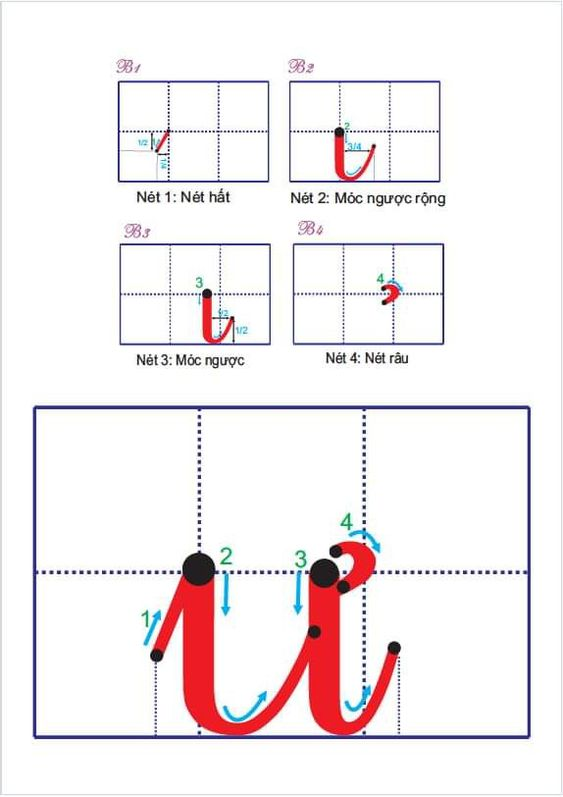 B1
1/2
1/4
Nét 1: Nét hất
B2
2
3/4
Nét 2: Móc ngược rộng
B3
3
1/2
1/2
Nét 3: Móc ngược
B4
4
Nét 4: Nét râu
4
2
3
1
ư